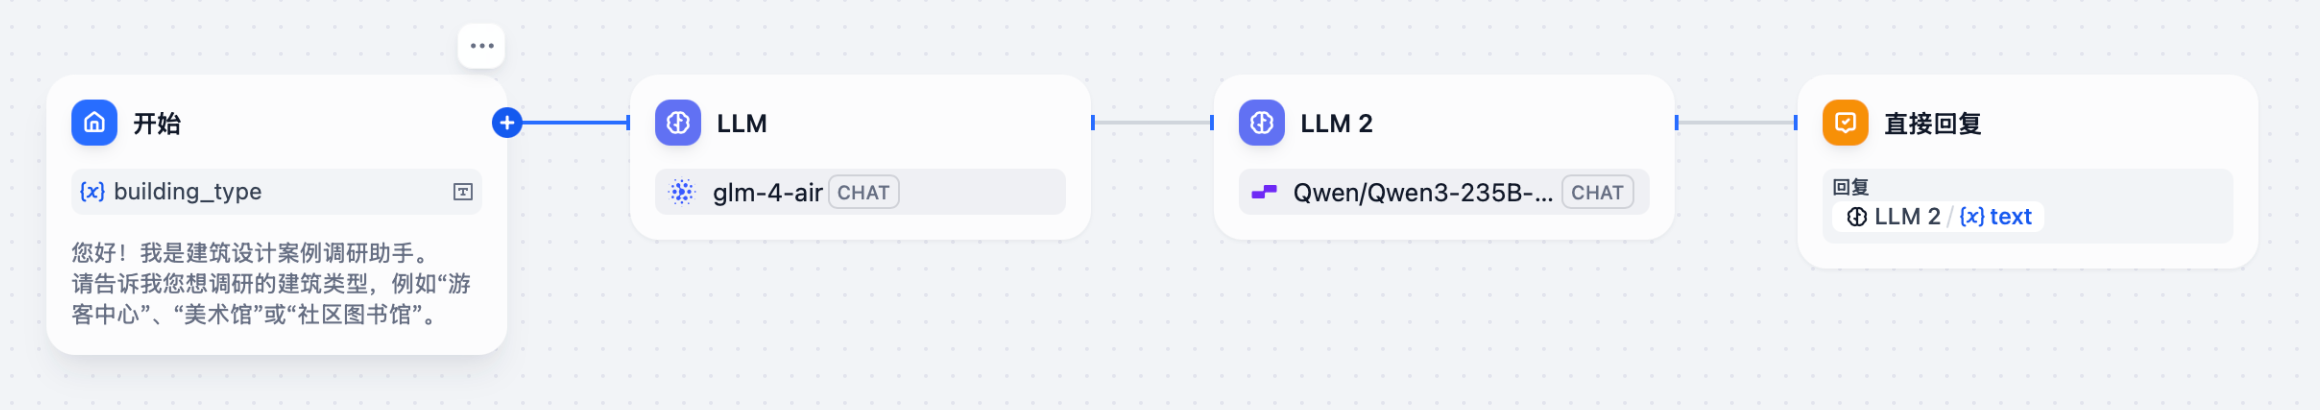 开始
{x} building_type
您好！我是建筑设计案例调研助手。
请告诉我您想调研的建筑类型，例如“游
客中心”、“美术馆”或“社区图书馆”。
LLM
glm-4-air CHAT
LLM 2
Qwen/Qwen3-235B-... CHAT
直接回复
回复
LLM 2 / {x} text